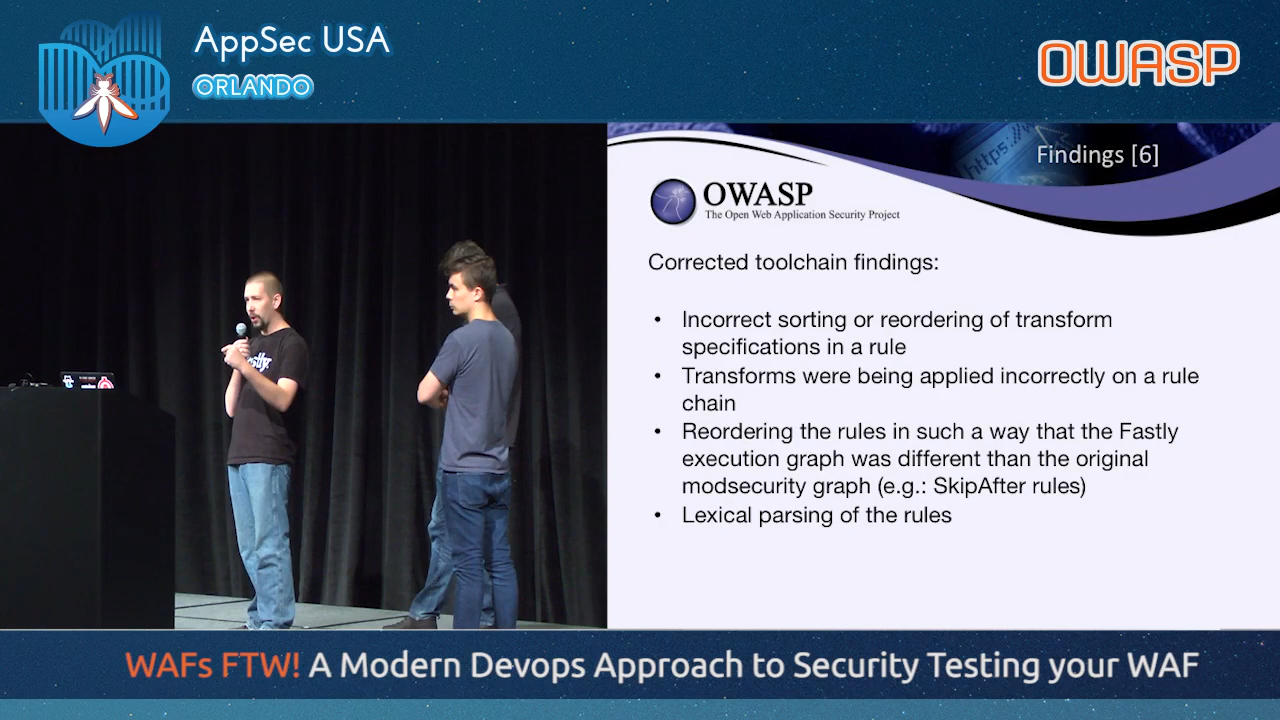 AppSec USA
ORLANDO
OWASP
Findings [6]
OWASP
The Open Web Application Security Project
Corrected toolchain findings:
• Incorrect sorting or reordering of transform
specifications in a rule
• Transforms were being applied incorrectly on a rule
chain
• Reordering the rules in such a way that the Fastly
execution graph was different than the original
modsecurity graph (e.g.: SkipAfter rules)
• Lexical parsing of the rules
WAFs FTW! A Modern Devops Approach to Security Testing your WAF